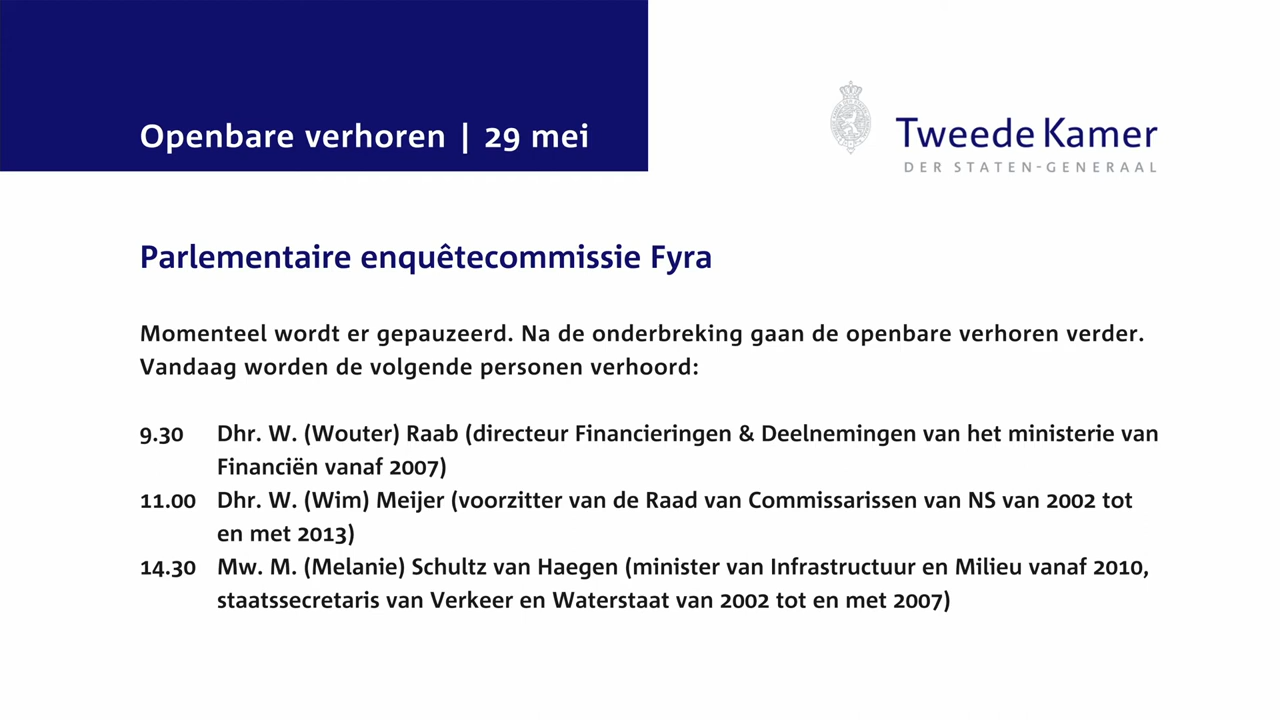 Openbare verhoren | 29 mei
Tweede Kamer
DER STATEN-GENERAAL
Parlementaire enquêtecommissie Fyra
Momenteel wordt er gepauzeerd. Na de onderbreking gaan de openbare verhoren verder.
Vandaag worden de volgende personen verhoord:
9.30 Dhr. W. (Wouter) Raab (directeur Financieringen & Deelnemingen van het ministerie van
Financiën vanaf 2007)
11.00 Dhr. W. (Wim) Meijer (voorzitter van de Raad van Commissarissen van NS van 2002 tot
en met 2013)
14.30 Mw. M. (Melanie) Schultz van Haegen (minister van Infrastructuur en Milieu vanaf 2010,
staatssecretaris van Verkeer en Waterstaat van 2002 tot en met 2007)